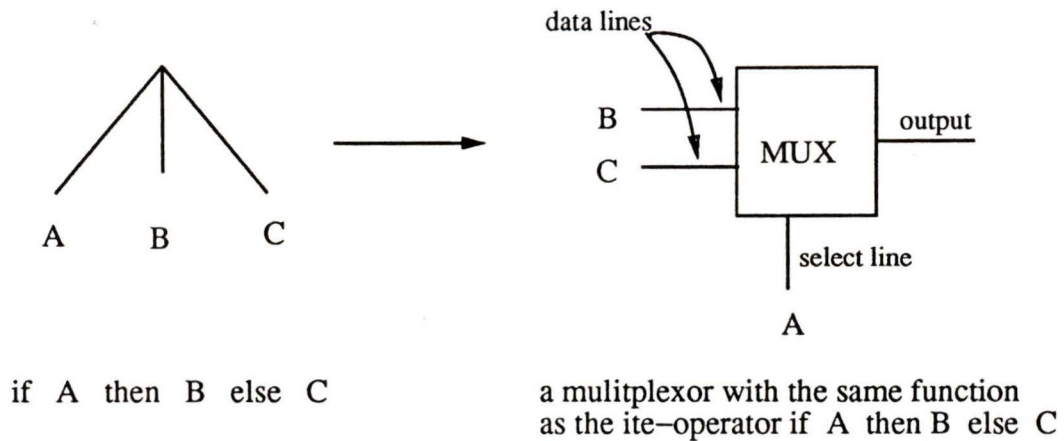 data lines
B
C
MUX
output
select line
A
A
B
C
if A then B else C
a mulitplexor with the same function
as the ite–operator if A then B else C